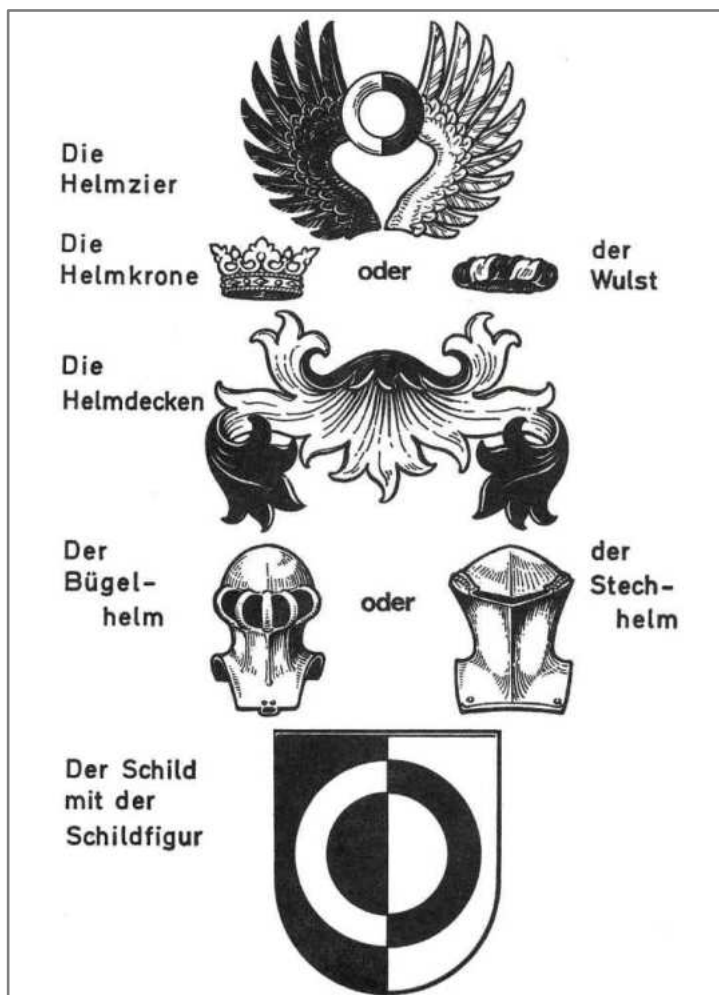 Die
Helmzier
Die
Helmkrone
oder
der
Wulst
Die
Helmdecken
Der
Bügel-
helm
oder
der
Stech-
helm
Der Schild
mit der
Schildfigur